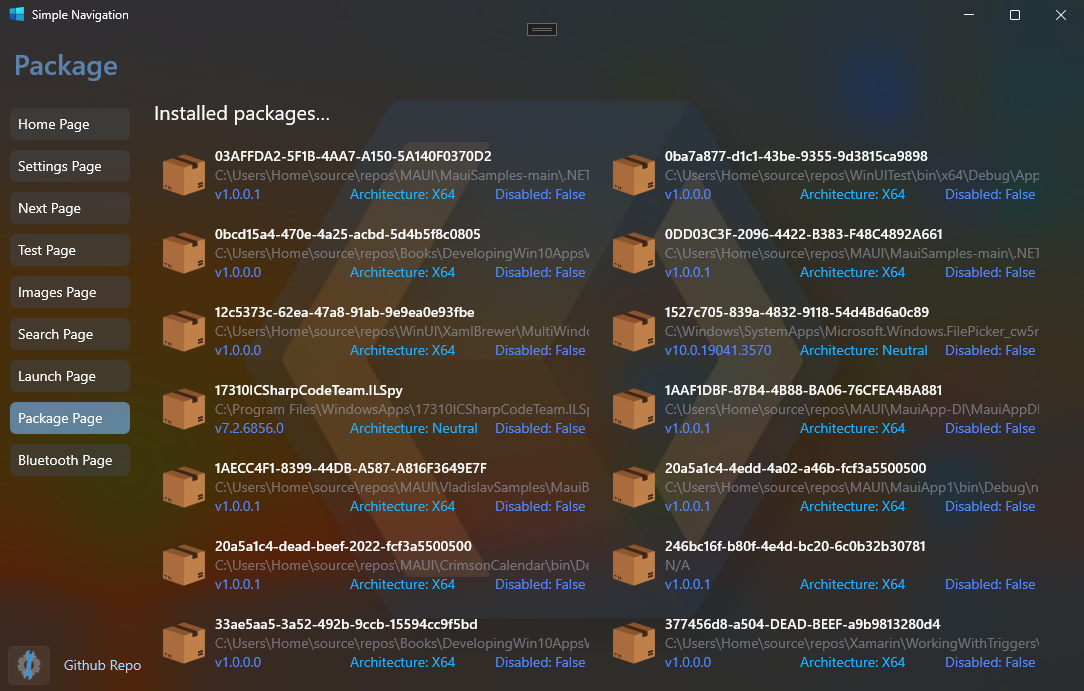 Simple Navigation
Package
Home Page
Settings Page
Next Page
Test Page
Images Page
Search Page
Launch Page
Package Page
Bluetooth Page
Github Repo
Installed packages...
03AFFDA2-5F1B-4AA7-A150-5A140F0370D2
C:\Users\Home\source\repos\MAUI\MauiSamples-main\.NET
v1.0.0.1 Architecture: X64 Disabled: False
0ba7a877-d1c1-43be-9355-9d3815ca9898
C:\Users\Home\source\repos\WinUITest\bin\x64\Debug\App
v1.0.0.0 Architecture: X64 Disabled: False
0bcd15a4-470e-4a25-acbd-5d4b5f8c0805
C:\Users\Home\source\repos\Books\DevelopingWin10Apps\
v1.0.0.0 Architecture: X64 Disabled: False
0DD03C3F-2096-4422-B383-F48C4892A661
C:\Users\Home\source\repos\MAUI\MauiSamples-main\.NET
v1.0.0.1 Architecture: X64 Disabled: False
12c5373c-62ea-47a8-91ab-9e9ea0e93fbe
C:\Users\Home\source\repos\WinUI\XamlBrewer\MultiWindo
v1.0.0.0 Architecture: X64 Disabled: False
1527c705-839a-4832-9118-54d4Bd6a0c89
C:\Windows\SystemApps\Microsoft.Windows.FilePicker_cw5n
v10.0.19041.3570 Architecture: Neutral Disabled: False
17310ICSharpCodeTeam.ILSpy
C:\Program Files\WindowsApps\17310ICSharpCodeTeam.ILSp
v7.2.6856.0 Architecture: Neutral Disabled: False
1AAF1DBF-87B4-4B88-BA06-76CFEA4BA881
C:\Users\Home\source\repos\MAUI\MauiApp-DI\MauiAppDI
v1.0.0.1 Architecture: X64 Disabled: False
1AECC4F1-8399-44DB-A587-A816F3649E7F
C:\Users\Home\source\repos\MAUI\VladislavSamples\MauiB
v1.0.0.1 Architecture: X64 Disabled: False
20a5a1c4-4edd-4a02-a46b-fcf3a5500500
C:\Users\Home\source\repos\MAUI\MauiApp1\bin\Debug\n
v1.0.0.1 Architecture: X64 Disabled: False
20a5a1c4-dead-beef-2022-fcf3a5500500
C:\Users\Home\source\repos\MAUI\CrimsonCalendar\bin\De
v1.0.0.1 Architecture: X64 Disabled: False
246bc16f-b80f-4e4d-bc20-6c0b32b30781
N/A
v1.0.0.1 Architecture: X64 Disabled: False
33ae5aa5-3a52-492b-9ccb-15594cc9f5bd
C:\Users\Home\source\repos\Books\DevelopingWin10Apps\
v1.0.0.0 Architecture: X64 Disabled: False
377456d8-a504-DEAD-BEEF-a9b9813280d4
C:\Users\Home\source\repos\Xamarin\WorkingWithTriggers\
v1.0.0.0 Architecture: X64 Disabled: False